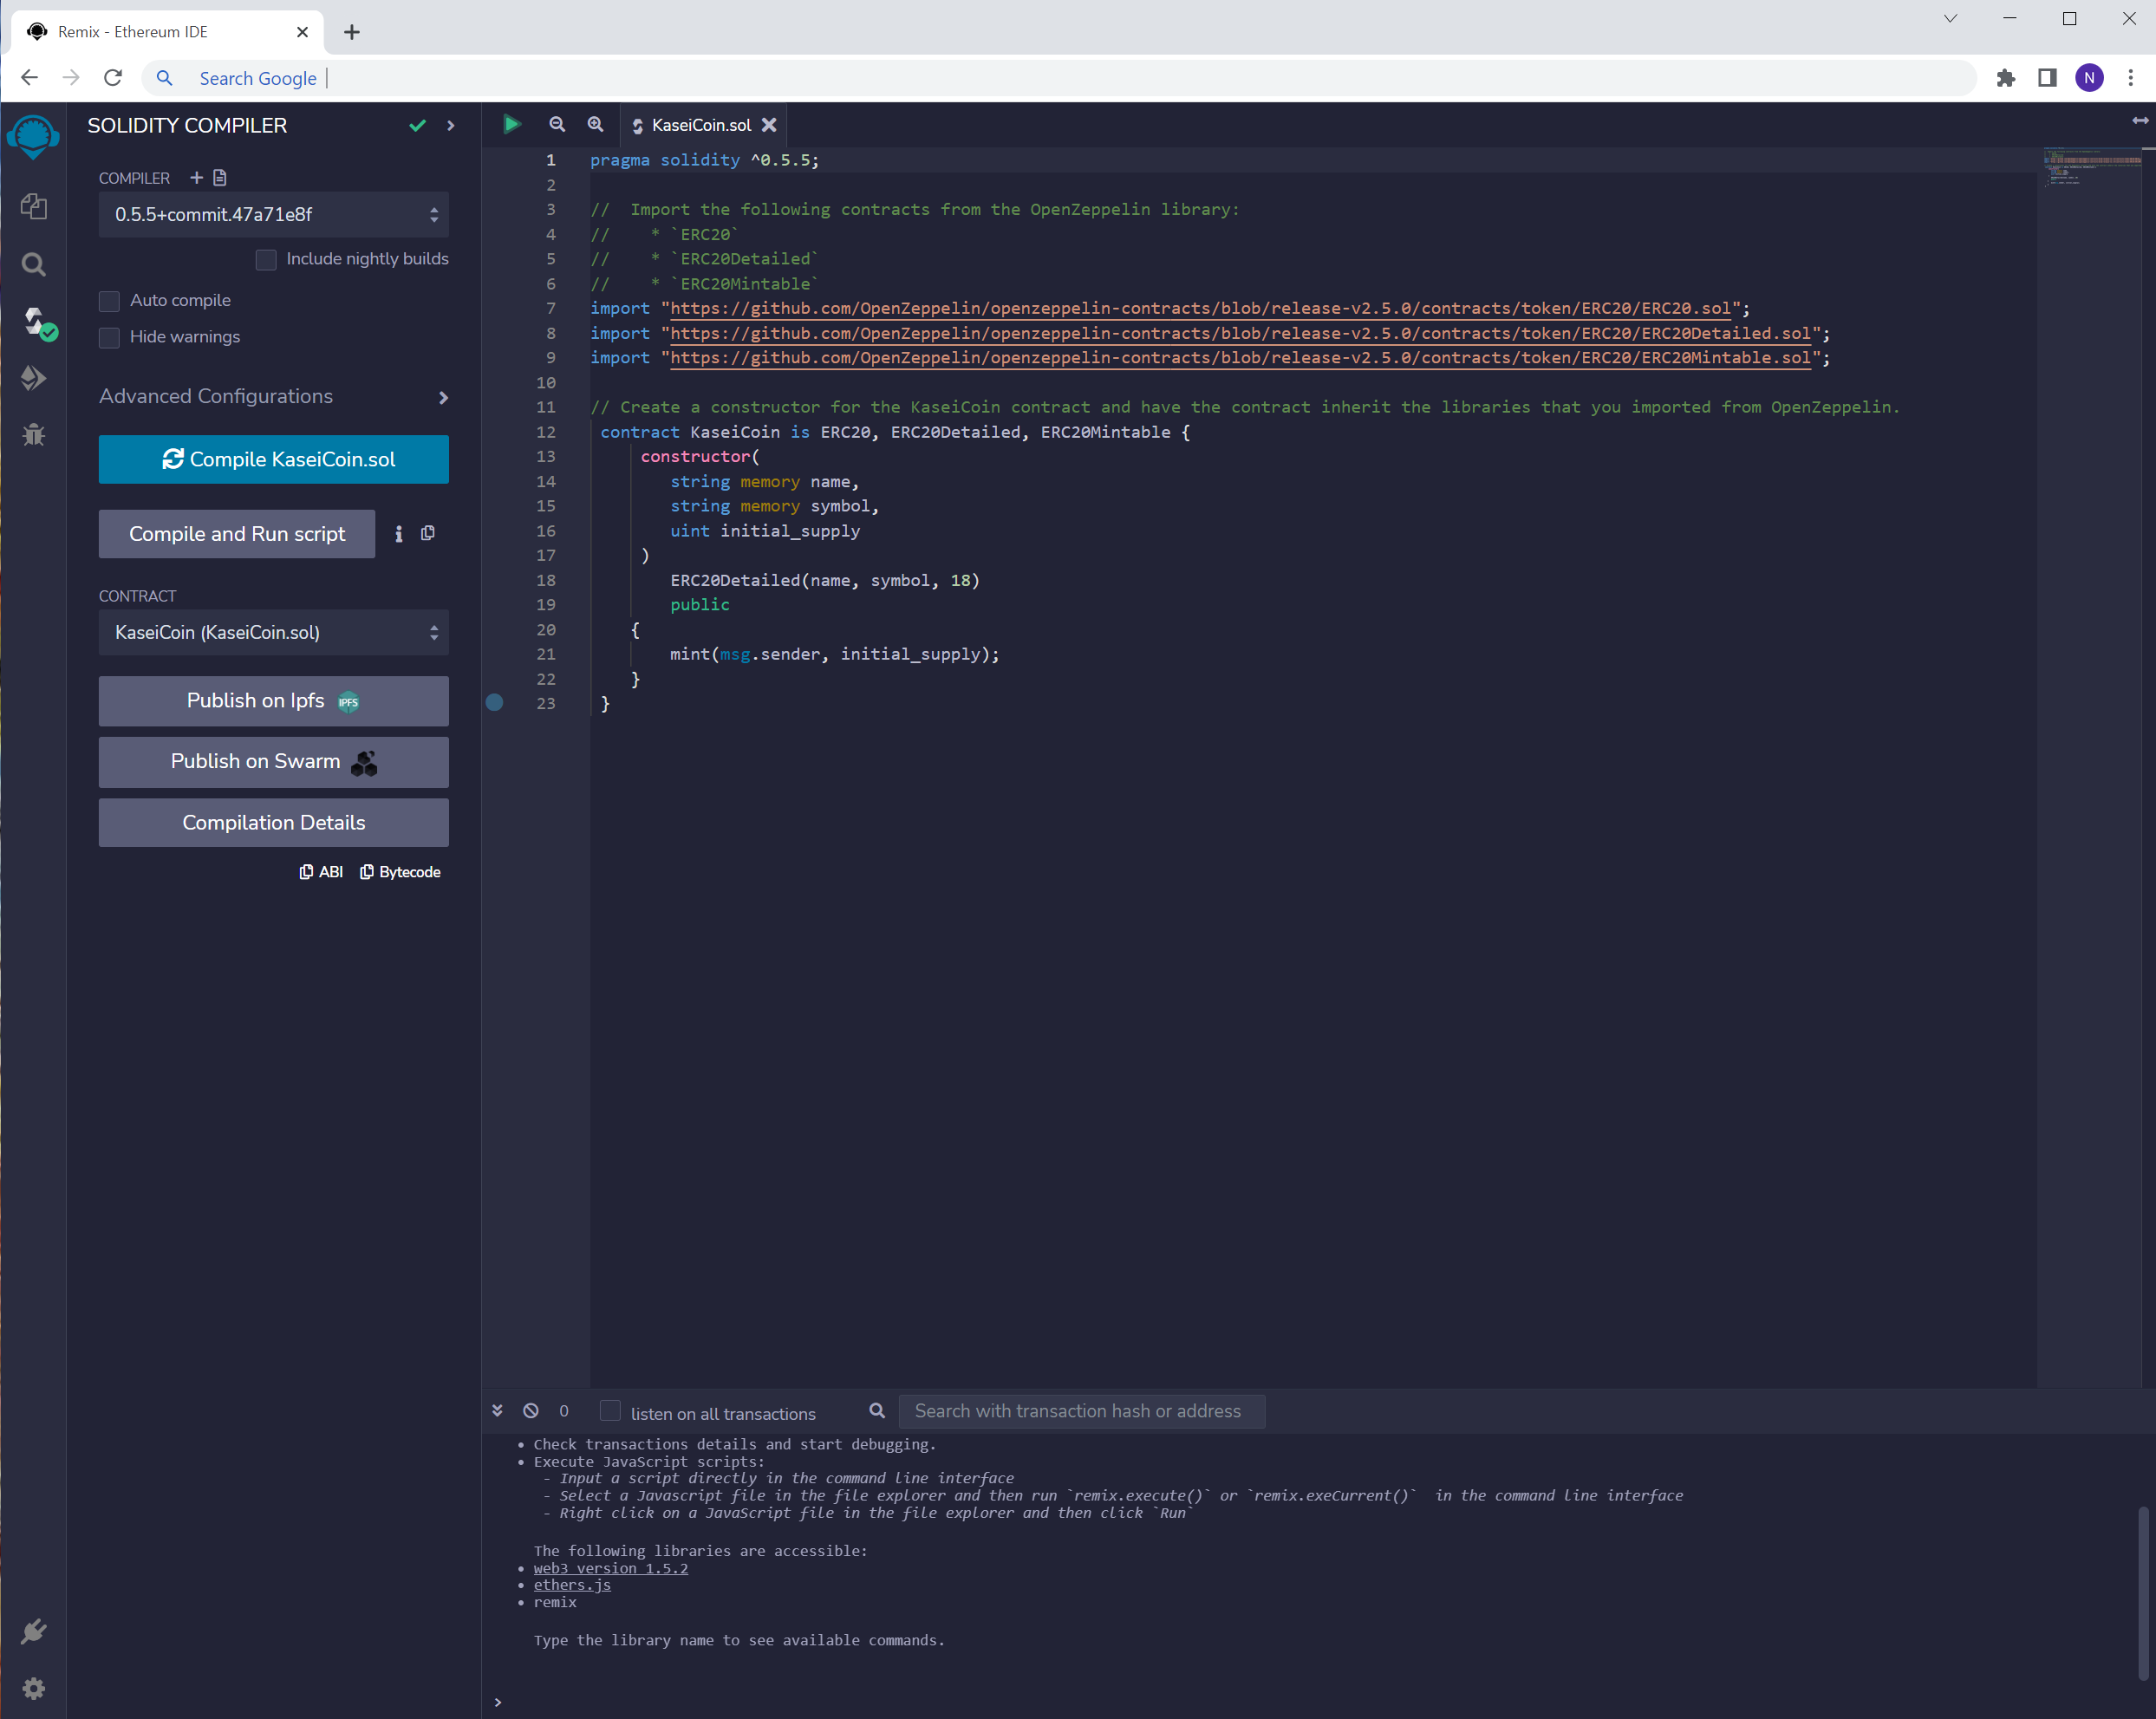 Remix - Ethereum IDE
Search Google
N
SOLIDITY COMPILER
COMPILER
0.5.5+commit.47a71e8f
Include nightly builds
Auto compile
Hide warnings
Advanced Configurations
Compile KaseiCoin.sol
Compile and Run script
CONTRACT
KaseiCoin (KaseiCoin.sol)
Publish on Ipfs IPFS
Publish on Swarm
Compilation Details
ABI Bytecode
KaseiCoin.sol
1 pragma solidity ^0.5.5;
2
3 //  Import the following contracts from the OpenZeppelin library:
4 //    * `ERC20`
5 //    * `ERC20Detailed`
6 //    * `ERC20Mintable`
7 import "https://github.com/OpenZeppelin/openzeppelin-contracts/blob/release-v2.5.0/contracts/token/ERC20/ERC20.sol";
8 import "https://github.com/OpenZeppelin/openzeppelin-contracts/blob/release-v2.5.0/contracts/token/ERC20/ERC20Detailed.sol";
9 import "https://github.com/OpenZeppelin/openzeppelin-contracts/blob/release-v2.5.0/contracts/token/ERC20/ERC20Mintable.sol";
10
11 // Create a constructor for the KaseiCoin contract and have the contract inherit the libraries that you imported from OpenZeppelin.
12 contract KaseiCoin is ERC20, ERC20Detailed, ERC20Mintable {
13 constructor(
14 string memory name,
15 string memory symbol,
16 uint initial_supply
17 )
18 ERC20Detailed(name, symbol, 18)
19 public
20 {
21 mint(msg.sender, initial_supply);
22 }
23 }
0 listen on all transactions Search with transaction hash or address
• Check transactions details and start debugging.
• Execute JavaScript scripts:
- Input a script directly in the command line interface
- Select a Javascript file in the file explorer and then run `remix.execute()` or `remix.exeCurrent()`  in the command line interface
- Right click on a JavaScript file in the file explorer and then click `Run`
The following libraries are accessible:
• web3 version 1.5.2
• ethers.js
• remix
Type the library name to see available commands.
>